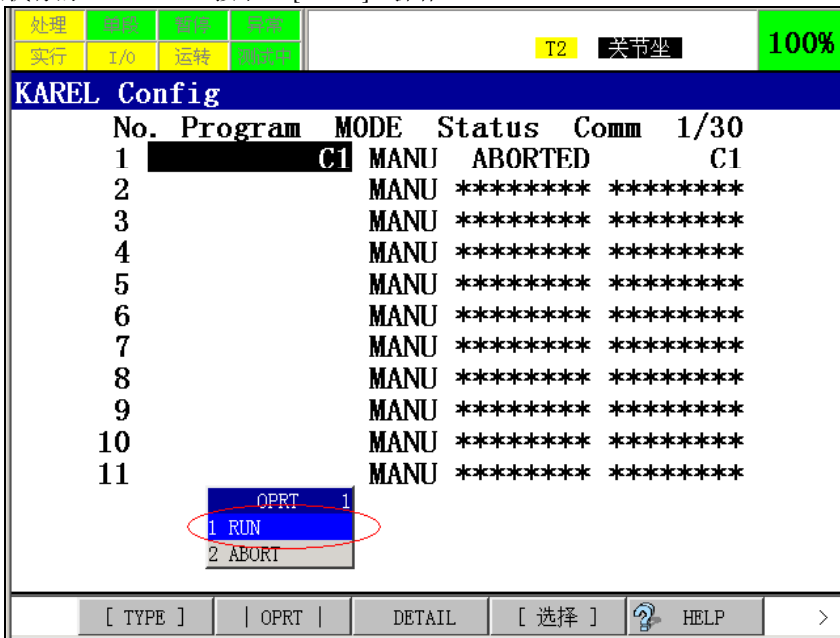 处理 单段 暂停 异常
实行 I/O 运转 测试中 T2 关节坐 100%
KAREL Config
No. Program MODE Status Comm 1/30
1 C1 MANU ABORTED C1
2 MANU ******** ********
3 MANU ******** ********
4 MANU ******** ********
5 MANU ******** ********
6 MANU ******** ********
7 MANU ******** ********
8 MANU ******** ********
9 MANU ******** ********
10 MANU ******** ********
11 MANU ******** ********
OPRT 1
1 RUN
2 ABORT
[ TYPE ] | OPRT | DETAIL [ 选择 ] HELP >